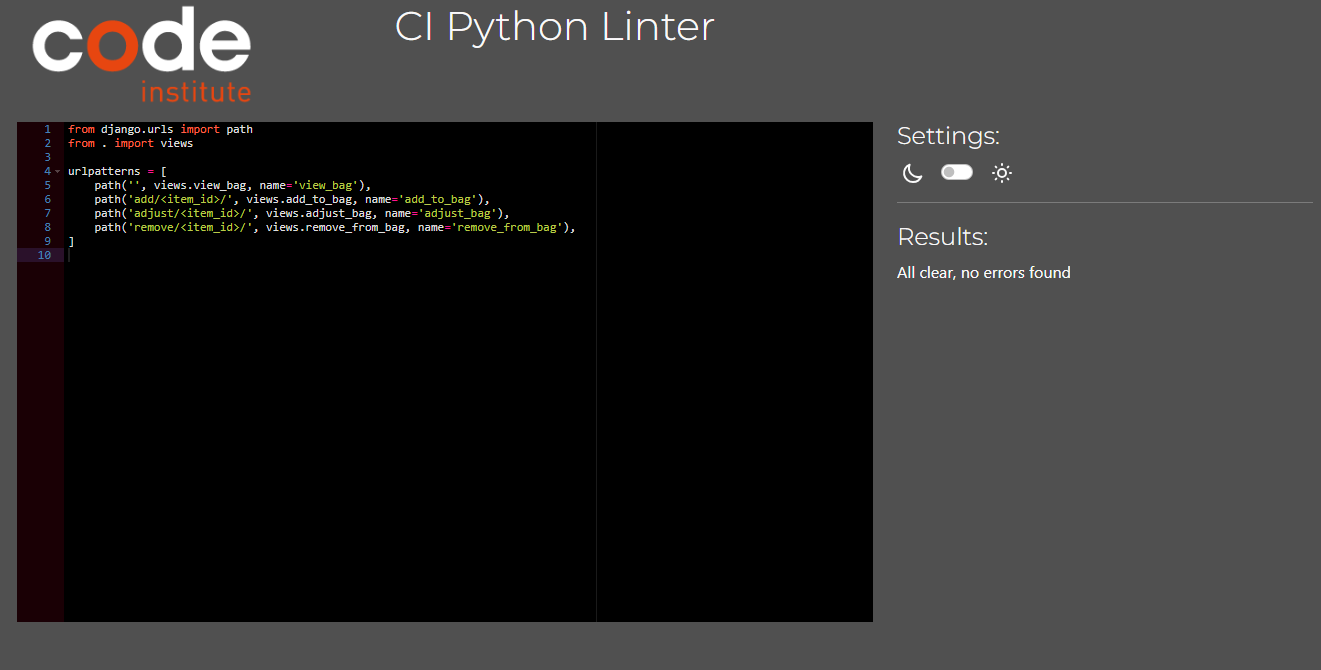 code
institute
CI Python Linter
1 from django.urls import path
2 from . import views
3
4 urlpatterns = [
5     path('', views.view_bag, name='view_bag'),
6     path('add/<item_id>/', views.add_to_bag, name='add_to_bag'),
7     path('adjust/<item_id>/', views.adjust_bag, name='adjust_bag'),
8     path('remove/<item_id>/', views.remove_from_bag, name='remove_from_bag'),
9 ]
10
Settings:
Results:
All clear, no errors found